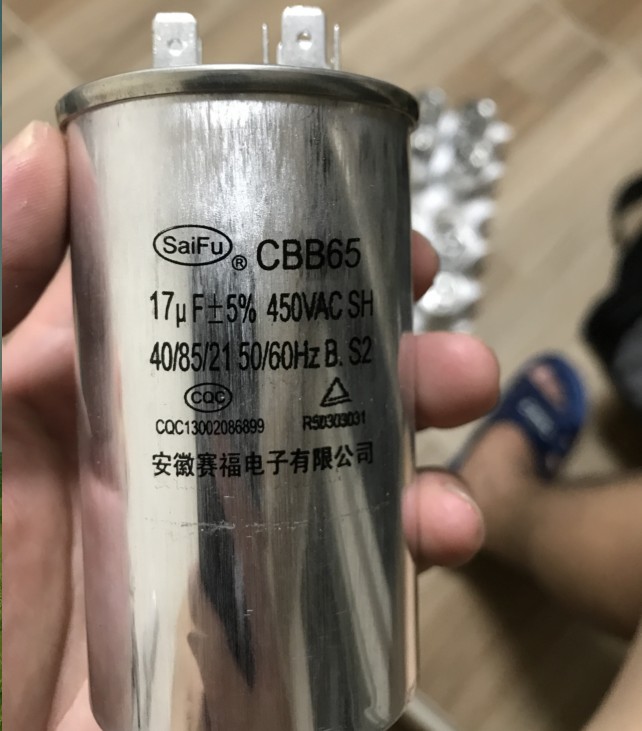 SaiFu ® CBB65
17μF±5% 450VAC SH
40/85/21 50/60Hz B. S2
CQC
CQC13002086899 R50303031
安徽赛福电子有限公司